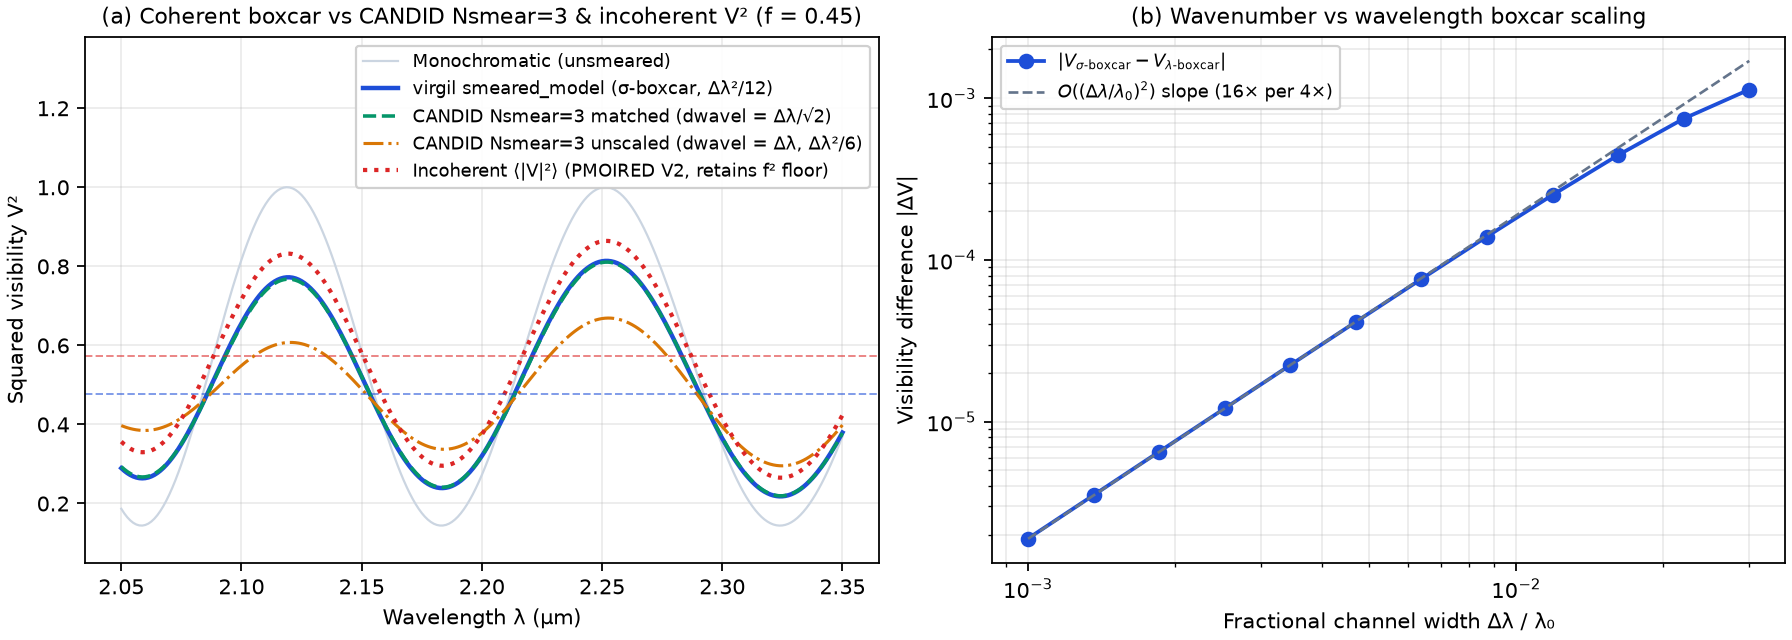 (a) Coherent boxcar vs CANDID Nsmear=3 & incoherent V² (f = 0.45)
Monochromatic (unsmeared)
virgil smeared_model (σ-boxcar, Δλ²/12)
CANDID Nsmear=3 matched (dwavel = Δλ/√2)
CANDID Nsmear=3 unscaled (dwavel = Δλ, Δλ²/6)
Incoherent ⟨|V|²⟩ (PMOIRED V2, retains f² floor)
Squared visibility V²
1.2
1.0
0.8
0.6
0.4
0.2
2.05
2.10
2.15
2.20
2.25
2.30
2.35
Wavelength λ (μm)
(b) Wavenumber vs wavelength boxcar scaling
|V_σ-boxcar − V_λ-boxcar|
O((Δλ/λ₀)²) slope (16× per 4×)
Visibility difference |ΔV|
10⁻³
10⁻⁴
10⁻⁵
10⁻³
10⁻²
Fractional channel width Δλ / λ₀